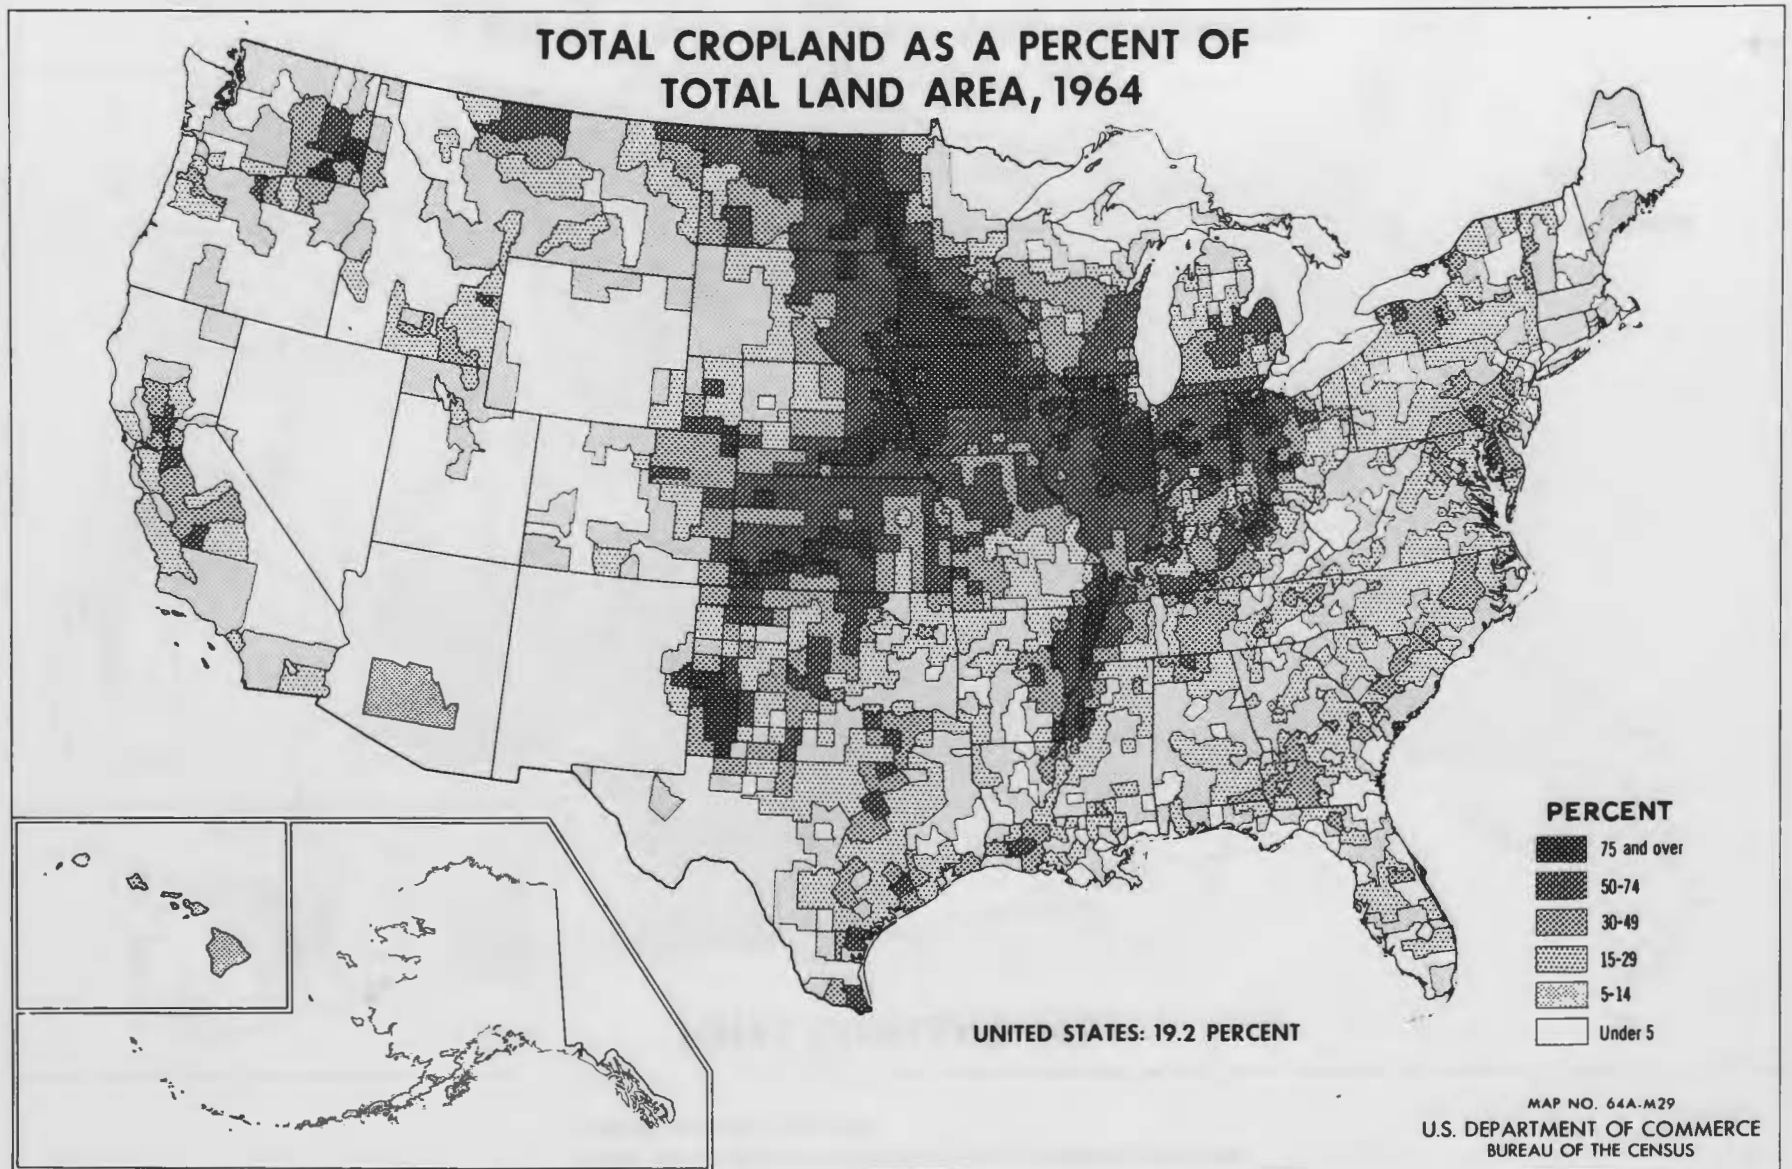 TOTAL CROPLAND AS A PERCENT OF
TOTAL LAND AREA, 1964
PERCENT
75 and over
50-74
30-49
15-29
5-14
Under 5
UNITED STATES: 19.2 PERCENT
MAP NO. 64A-M29
U.S. DEPARTMENT OF COMMERCE
BUREAU OF THE CENSUS